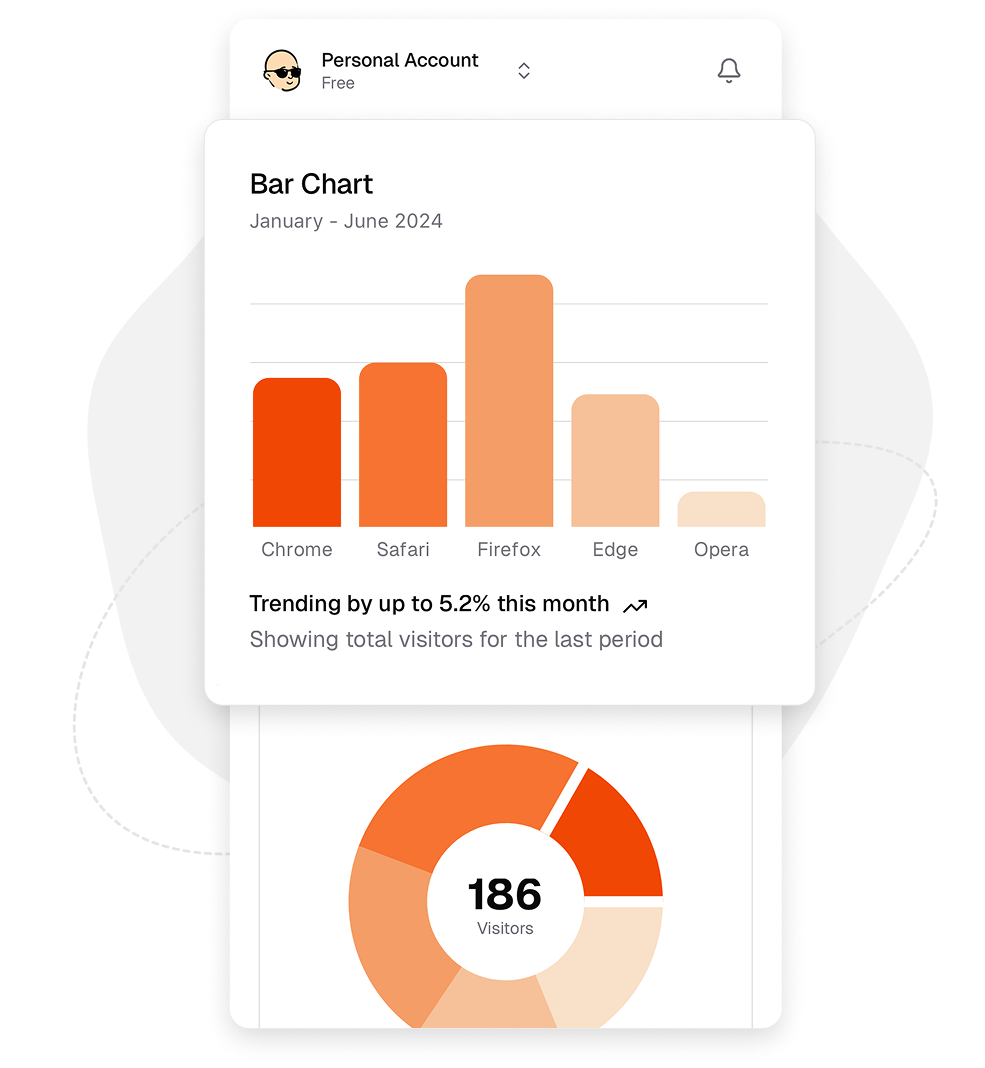 Personal Account
Free
Bar Chart
January - June 2024
Chrome Safari Firefox Edge Opera
Trending by up to 5.2% this month
Showing total visitors for the last period
186
Visitors